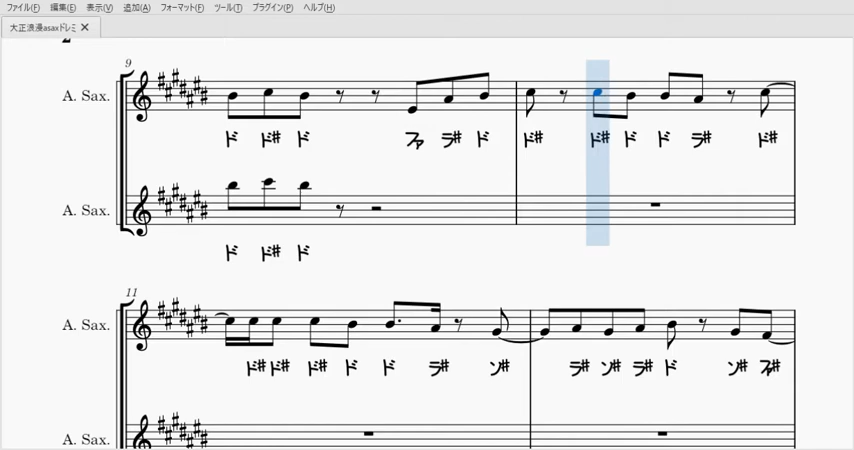 ファイル(F) 編集(E) 表示(V) 追加(A) フォーマット(F) ツール(T) プラグイン(P) ヘルプ(H)
大正浪漫asaxドレミ ×
2
9
A. Sax.
ド ド# ド ファ ラ# ド ド# ド# ド ド ラ# ド#
A. Sax.
ド ド# ド
11
A. Sax.
ド# ド# ド# ド ド ラ# ソ# ラ# ソ# ラ# ド ソ# ファ#
A. Sax.